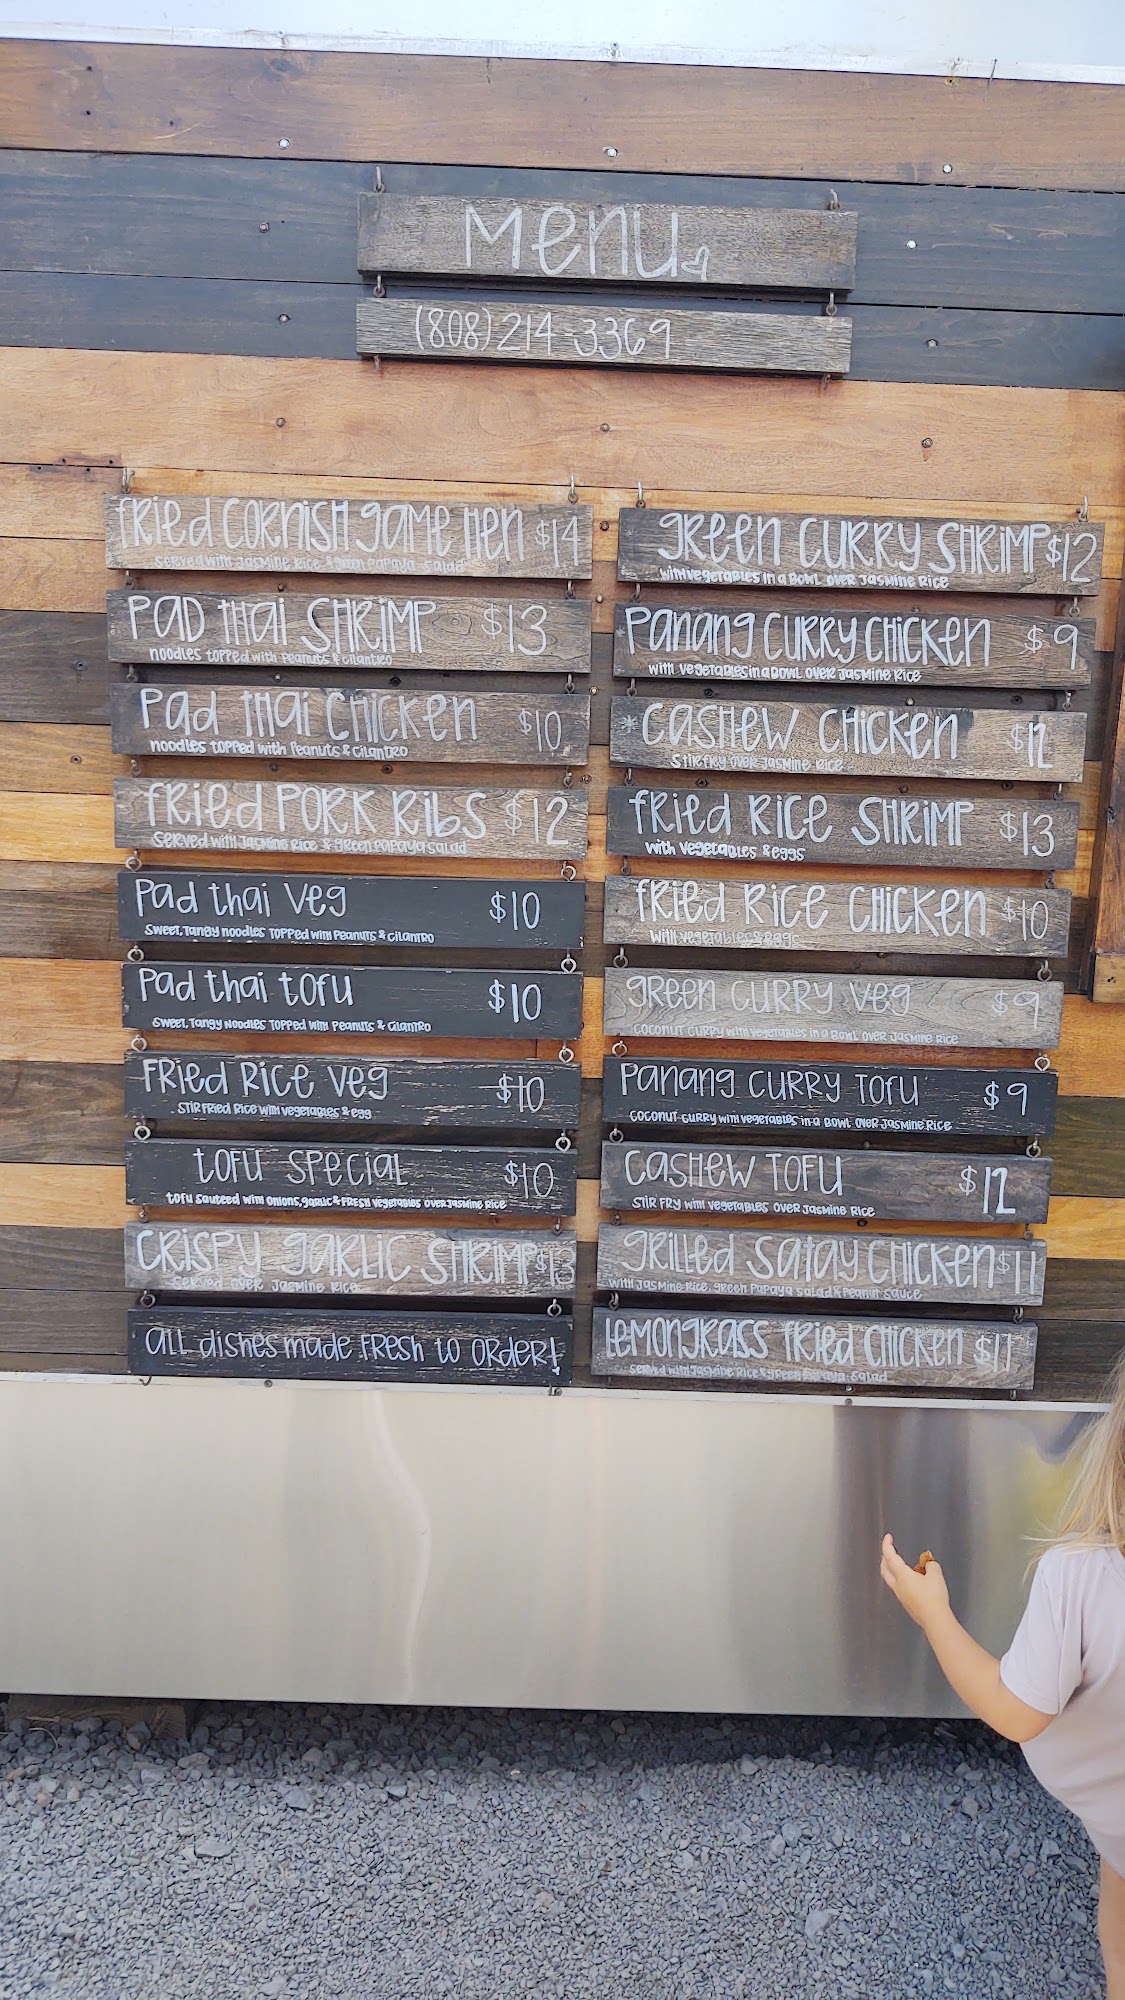 Menu
(808)214-3369
FRied CORNiSH game Hen $14
Served with Jasmine Rice & green Papaya Salad
Pad thai SHRiMP $13
noodles topped with Peanuts & Cilantro
Pad thai CHiCKen $10
noodles topped with Peanuts & Cilantro
FRied PORK Ribs $12
Served with Jasmine Rice & green Papaya Salad
Pad thai Veg $10
Sweet, tangy noodles topped with Peanuts & Cilantro
Pad thai tofu $10
Sweet, tangy noodles topped with Peanuts & Cilantro
FRied Rice Veg $10
Stir fried rice with vegetables & egg
tofu Special $10
tofu sauteed with onions, garlic & fresh vegetables over Jasmine Rice
CRiSPy gaRLic SHRiMP $13
Served over Jasmine Rice
all dishes made fresh to order!
green CURRY SHRiMP $12
with vegetables in a bowl over Jasmine Rice
*Panang CURRY CHiCKen $9
with vegetables in a bowl over Jasmine Rice
*Cashew CHiCKen $12
Stirfry over Jasmine Rice
FRied Rice SHRiMP $13
with vegetables & eggs
FRied Rice CHiCKen $10
with vegetables & eggs
green CURRY Veg $9
Coconut curry with vegetables in a bowl over Jasmine Rice
Panang CURRY Tofu $9
Coconut curry with vegetables in a bowl over Jasmine Rice
Cashew Tofu $12
Stir fry with vegetables over Jasmine Rice
gRilled Satay CHiCKen $11
with Jasmine Rice, green Papaya Salad & Peanut Sauce
lemongrass FRied CHiCKen $11
Served with Jasmine Rice & green Papaya Salad